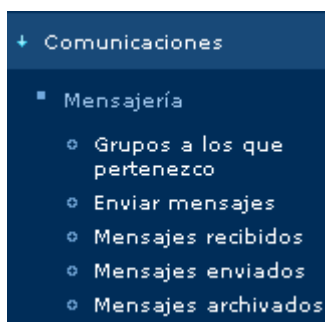 Comunicaciones
Mensajería
Grupos a los que
pertenezco
Enviar mensajes
Mensajes recibidos
Mensajes enviados
Mensajes archivados